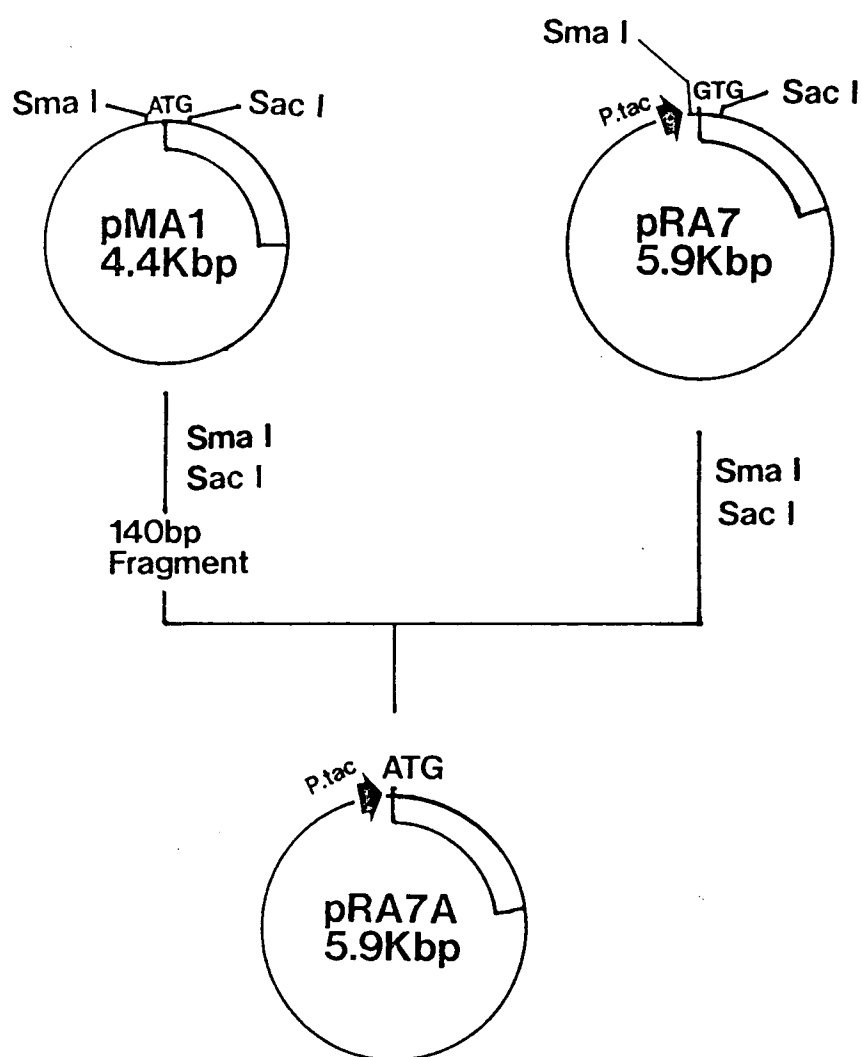 Sma I
ATG
Sac I
pMA1
4.4Kbp
Sma I
P.tac
GTG
Sac I
pRA7
5.9Kbp
Sma I
Sac I
140bp
Fragment
Sma I
Sac I
P.tac
ATG
pRA7A
5.9Kbp